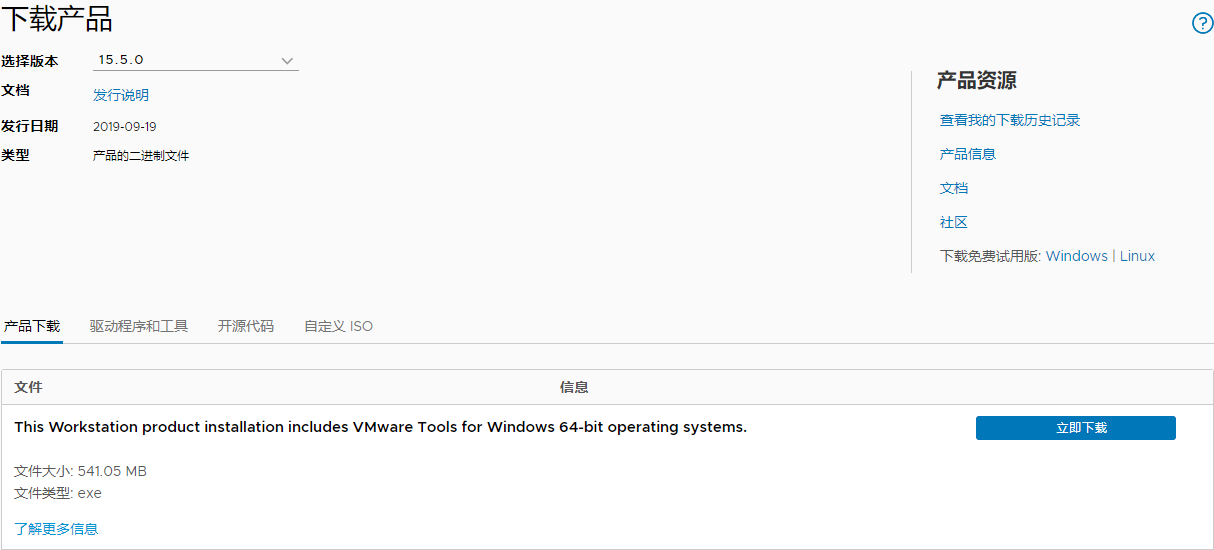 下载产品
?
选择版本 15.5.0
文档 发行说明
发行日期 2019-09-19
类型 产品的二进制文件
产品资源
查看我的下载历史记录
产品信息
文档
社区
下载免费试用版: Windows | Linux
产品下载 驱动程序和工具 开源代码 自定义 ISO
文件 信息
This Workstation product installation includes VMware Tools for Windows 64-bit operating systems. 立即下载
文件大小: 541.05 MB
文件类型: exe
了解更多信息